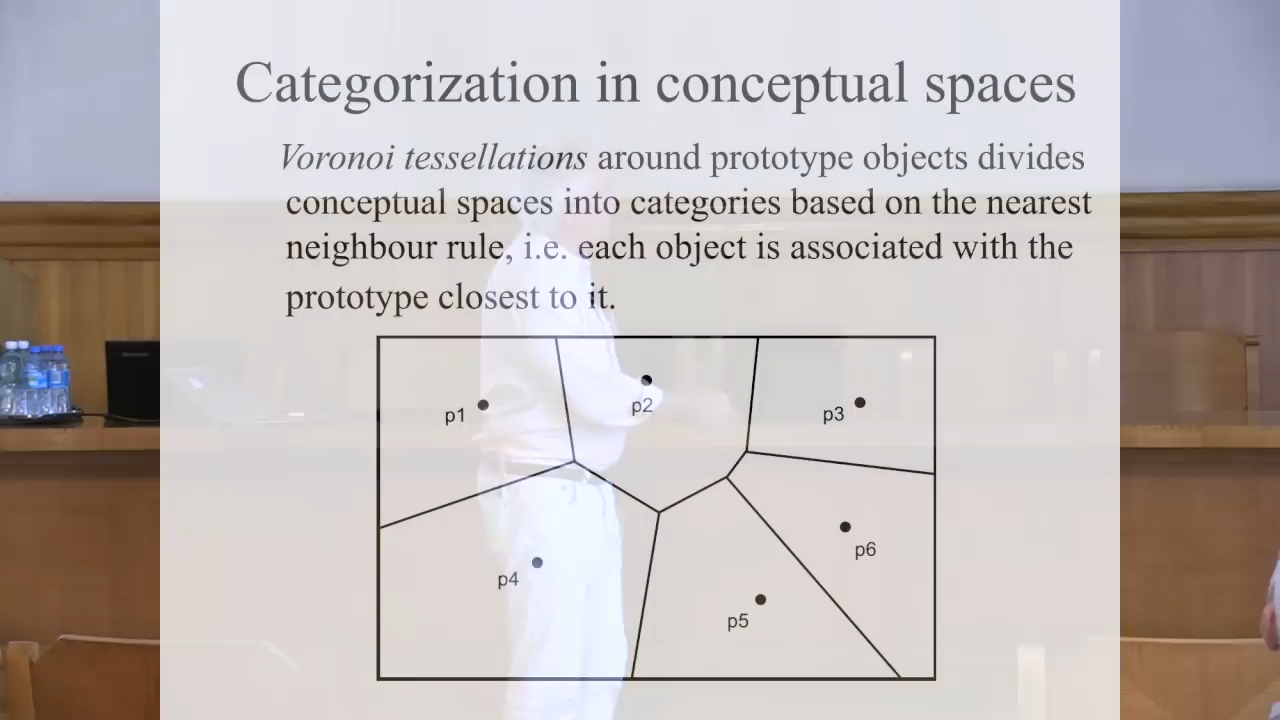 Categorization in conceptual spaces
Voronoi tessellations around prototype objects divides
conceptual spaces into categories based on the nearest
neighbour rule, i.e. each object is associated with the
prototype closest to it.
p1
p2
p3
p4
p5
p6